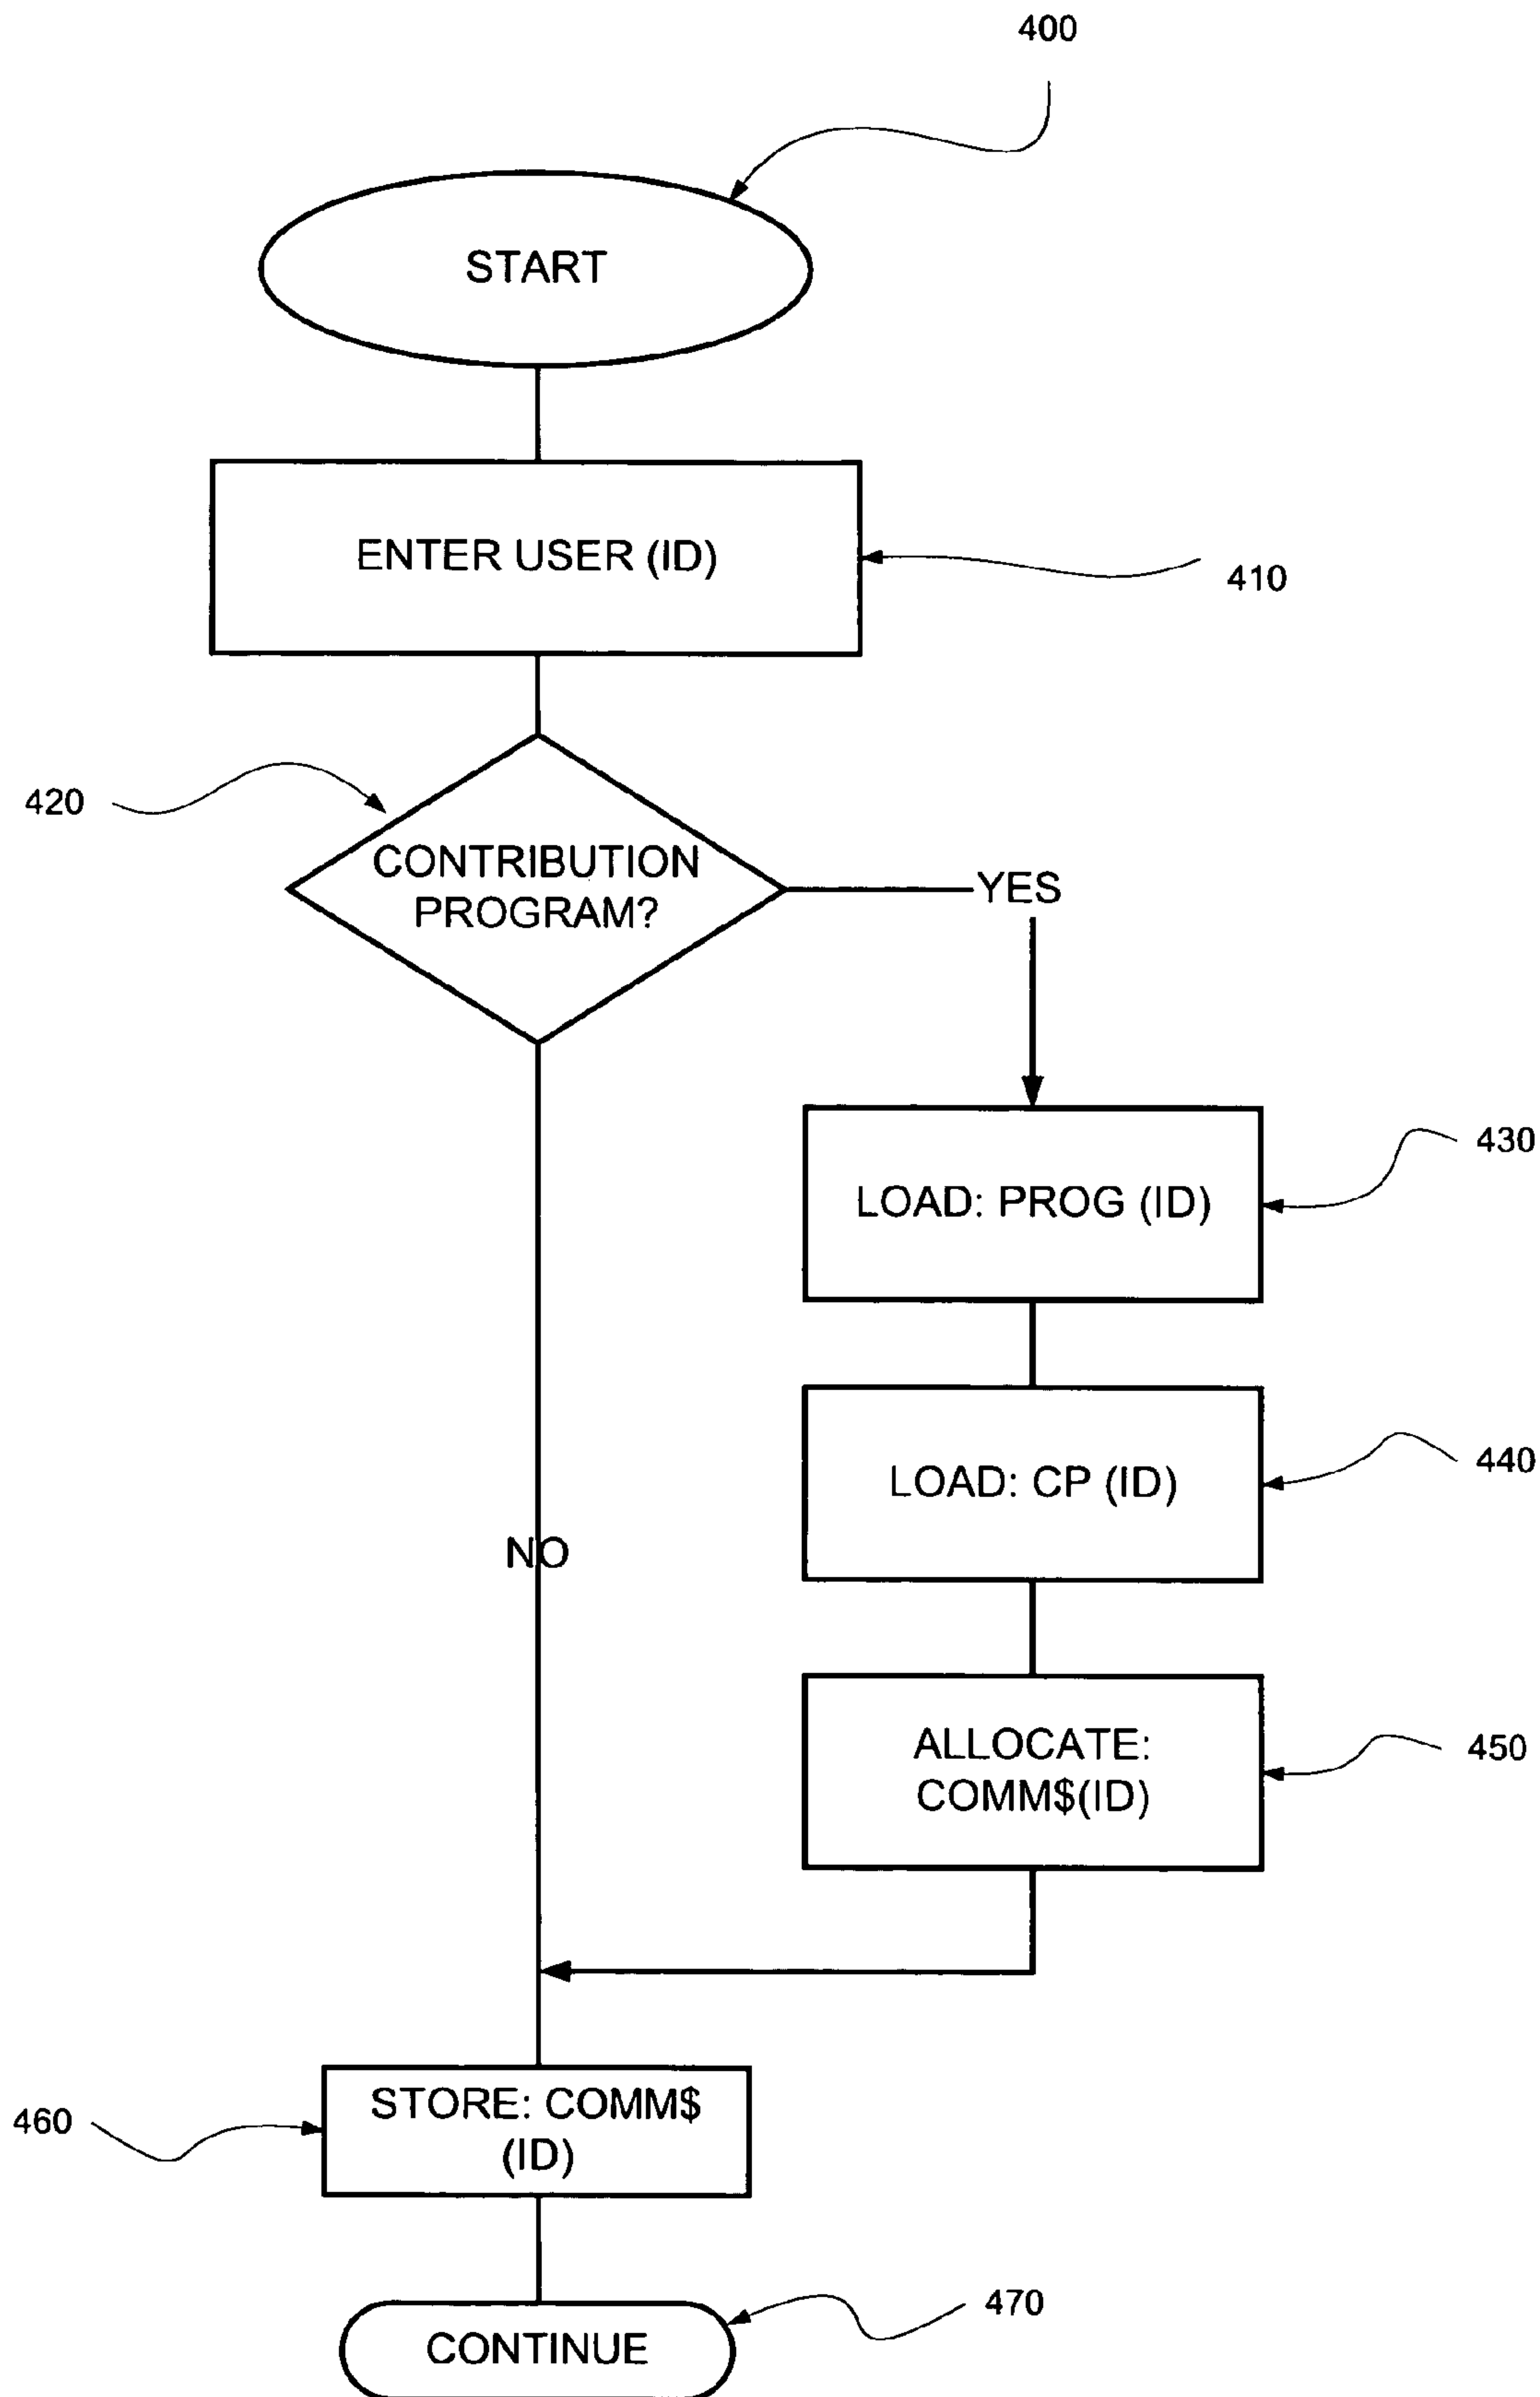 400
START
ENTER USER (ID)
410
420
CONTRIBUTION
PROGRAM?
YES
430
LOAD: PROG (ID)
440
LOAD: CP (ID)
NO
ALLOCATE:
COMM$(ID)
450
STORE: COMM$
(ID)
460
470
CONTINUE